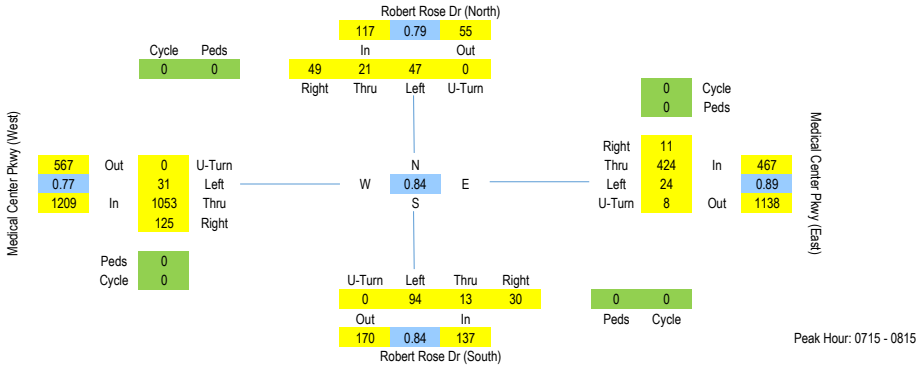 Robert Rose Dr (North)
117 0.79 55
In Out
Cycle Peds
0 0
49 21 47 0
Right Thru Left U-Turn
0 Cycle
0 Peds
Medical Center Pkwy (West)
567 Out 0 U-Turn
0.77 31 Left
1209 In 1053 Thru
125 Right
N
W 0.84 E
S
Right 11
Thru 424 In 467
Left 24 0.89
U-Turn 8 Out 1138
Medical Center Pkwy (East)
Peds 0
Cycle 0
U-Turn Left Thru Right
0 94 13 30
Out In
170 0.84 137
Robert Rose Dr (South)
0 0
Peds Cycle
Peak Hour: 0715 - 0815